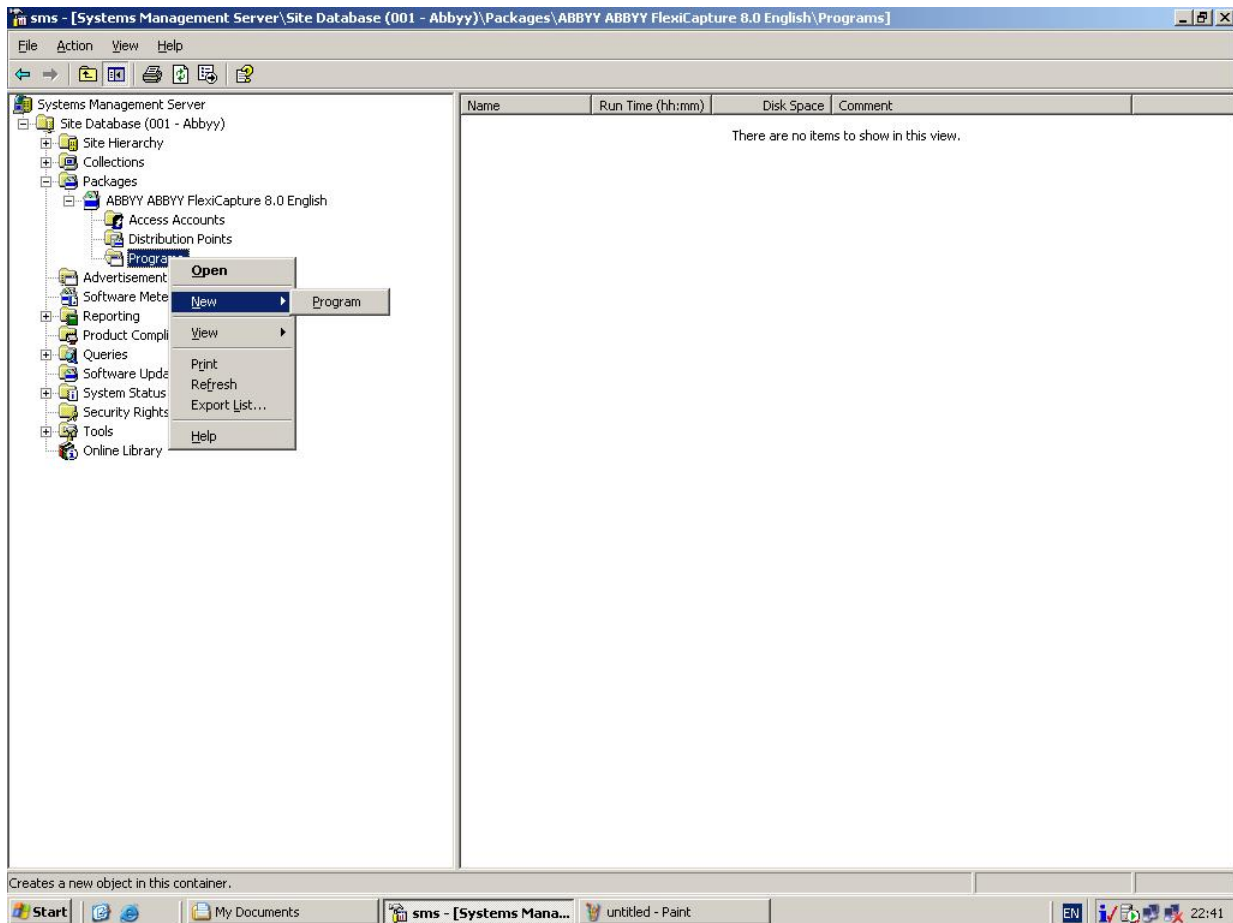 sms - [Systems Management Server\Site Database (001 - Abbyy)\Packages\ABBYY ABBYY FlexiCapture 8.0 English\Programs]
File Action View Help
Systems Management Server
Site Database (001 - Abbyy)
Site Hierarchy
Collections
Packages
ABBYY ABBYY FlexiCapture 8.0 English
Access Accounts
Distribution Points
Programs
Advertisement
Software Mete
Reporting
Product Compli
Queries
Software Upda
System Status
Security Rights
Tools
Online Library
Open
New
Program
View
Print
Refresh
Export List...
Help
Name Run Time (hh:mm) Disk Space Comment
There are no items to show in this view.
Creates a new object in this container.
Start My Documents sms - [Systems Mana... untitled - Paint EN 22:41